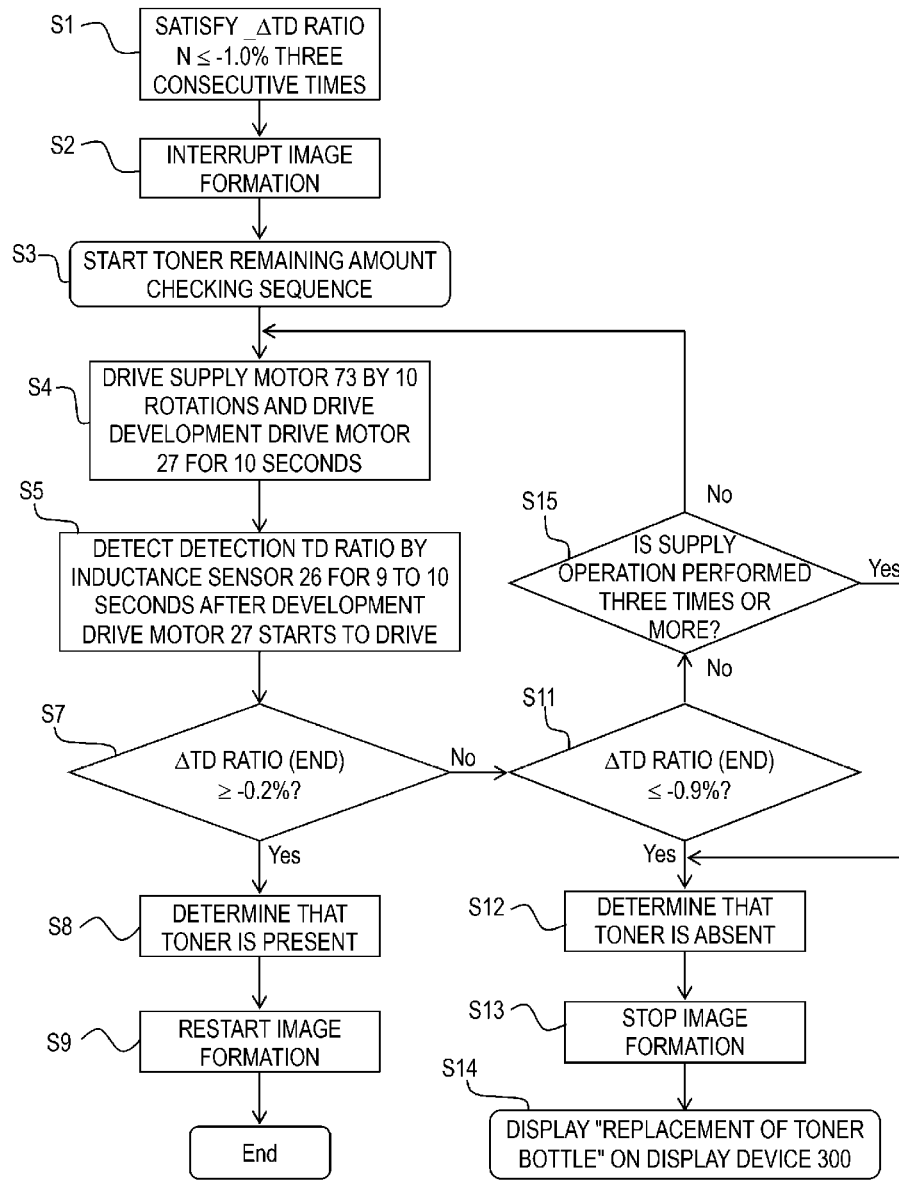 S1
SATISFY _ΔTD RATIO
N ≤ -1.0% THREE
CONSECUTIVE TIMES
S2
INTERRUPT IMAGE
FORMATION
S3
START TONER REMAINING AMOUNT
CHECKING SEQUENCE
S4
DRIVE SUPPLY MOTOR 73 BY 10
ROTATIONS AND DRIVE
DEVELOPMENT DRIVE MOTOR
27 FOR 10 SECONDS
S5
DETECT DETECTION TD RATIO BY
INDUCTANCE SENSOR 26 FOR 9 TO 10
SECONDS AFTER DEVELOPMENT
DRIVE MOTOR 27 STARTS TO DRIVE
S7
ΔTD RATIO (END)
≥ -0.2%?
No
Yes
S8
DETERMINE THAT
TONER IS PRESENT
S9
RESTART IMAGE
FORMATION
End
No
S15
IS SUPPLY
OPERATION PERFORMED
THREE TIMES OR
MORE?
Yes
No
S11
ΔTD RATIO (END)
≤ -0.9%?
Yes
S12
DETERMINE THAT
TONER IS ABSENT
S13
STOP IMAGE
FORMATION
S14
DISPLAY "REPLACEMENT OF TONER
BOTTLE" ON DISPLAY DEVICE 300